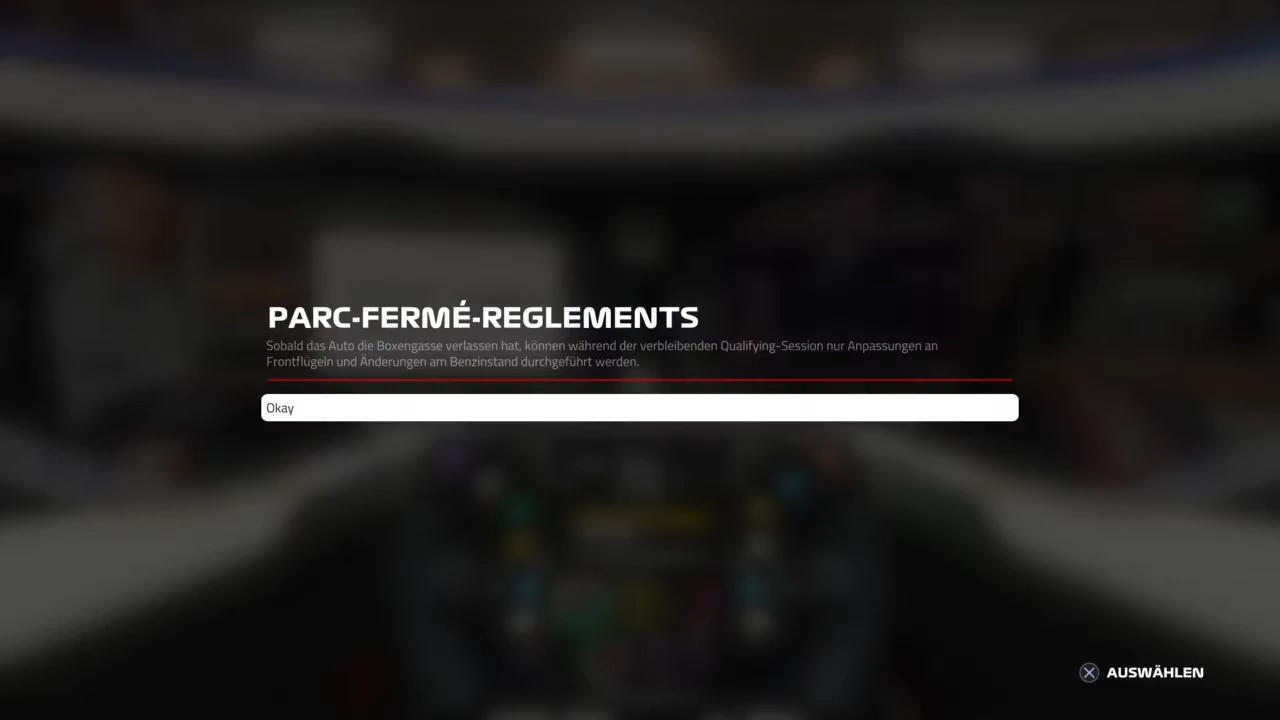 PARC-FERMÉ-REGLEMENTS
Sobald das Auto die Boxengasse verlassen hat, können während der verbleibenden Qualifying-Session nur Anpassungen an
Frontflügeln und Änderungen am Benzinstand durchgeführt werden.
Okay
AUSWÄHLEN